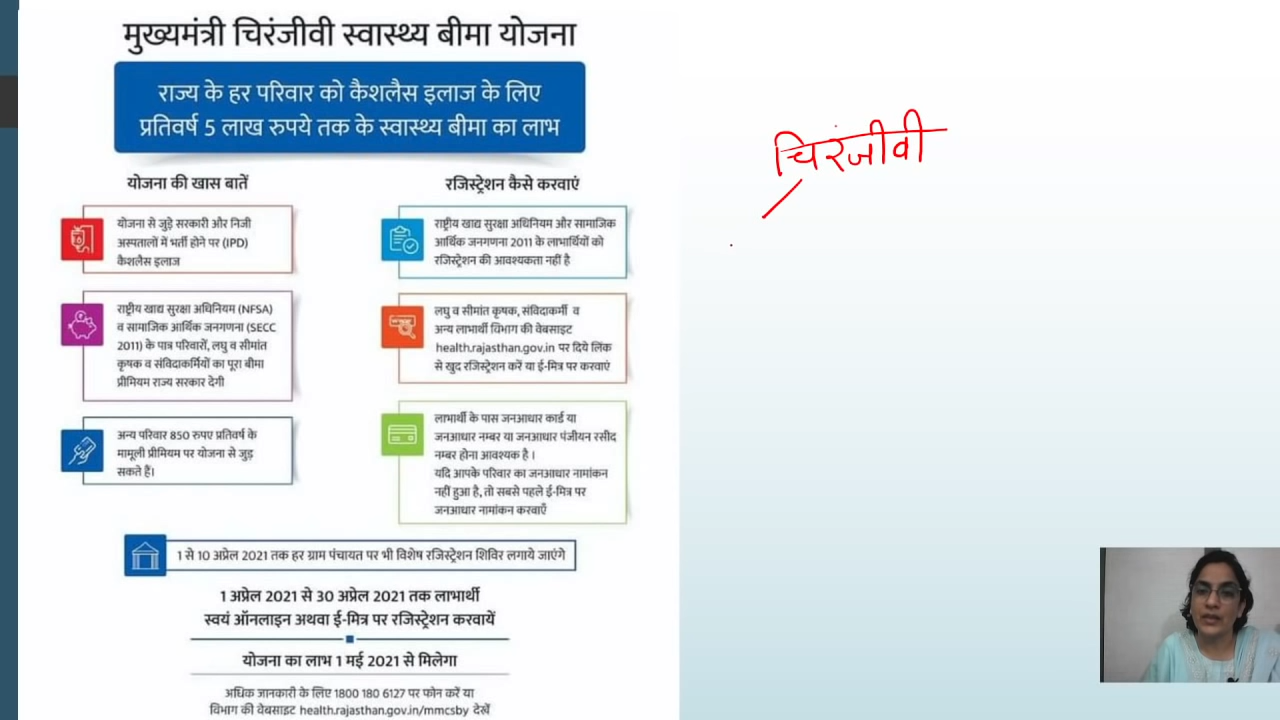 मुख्यमंत्री चिरंजीवी स्वास्थ्य बीमा योजना
राज्य के हर परिवार को कैशलैस इलाज के लिए
प्रतिवर्ष 5 लाख रुपये तक के स्वास्थ्य बीमा का लाभ
योजना की खास बातें
योजना से जुड़े सरकारी और निजी
अस्पतालों में भर्ती होने पर (IPD)
कैशलैस इलाज
राष्ट्रीय खाद्य सुरक्षा अधिनियम (NFSA)
व सामाजिक आर्थिक जनगणना (SECC
2011) के पात्र परिवारों, लघु व सीमांत
कृषक व संविदाकर्मियों का पूरा बीमा
प्रीमियम राज्य सरकार देगी
अन्य परिवार 850 रुपए प्रतिवर्ष के
मामूली प्रीमियम पर योजना से जुड़
सकते हैं।
रजिस्ट्रेशन कैसे करवाएं
राष्ट्रीय खाद्य सुरक्षा अधिनियम और सामाजिक
आर्थिक जनगणना 2011 के लाभार्थियों को
रजिस्ट्रेशन की आवश्यकता नहीं है
लघु व सीमांत कृषक, संविदाकर्मी व
अन्य लाभार्थी विभाग की वेबसाइट
health.rajasthan.gov.in पर दिये लिंक
से खुद रजिस्ट्रेशन करें या ई-मित्र पर करवाएं
लाभार्थी के पास जनआधार कार्ड या
जनआधार नम्बर या जनआधार पंजीयन रसीद
नम्बर होना आवश्यक है ।
यदि आपके परिवार का जनआधार नामांकन
नहीं हुआ है, तो सबसे पहले ई-मित्र पर
जनआधार नामांकन करवाएँ
1 से 10 अप्रेल 2021 तक हर ग्राम पंचायत पर भी विशेष रजिस्ट्रेशन शिविर लगाये जाएंगे
1 अप्रेल 2021 से 30 अप्रेल 2021 तक लाभार्थी
स्वयं ऑनलाइन अथवा ई-मित्र पर रजिस्ट्रेशन करवायें
योजना का लाभ 1 मई 2021 से मिलेगा
अधिक जानकारी के लिए 1800 180 6127 पर फोन करें या
विभाग की वेबसाइट health.rajasthan.gov.in/mmcsby देखें
चिरंजीवी